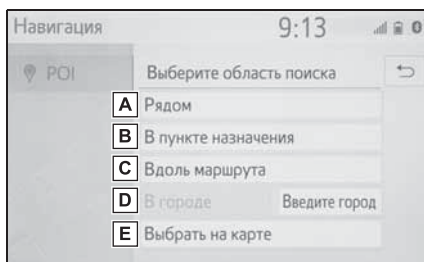 Навигация 9:13
POI Выберите область поиска
A Рядом
B В пункте назначения
C Вдоль маршрута
D В городе Введите город
E Выбрать на карте